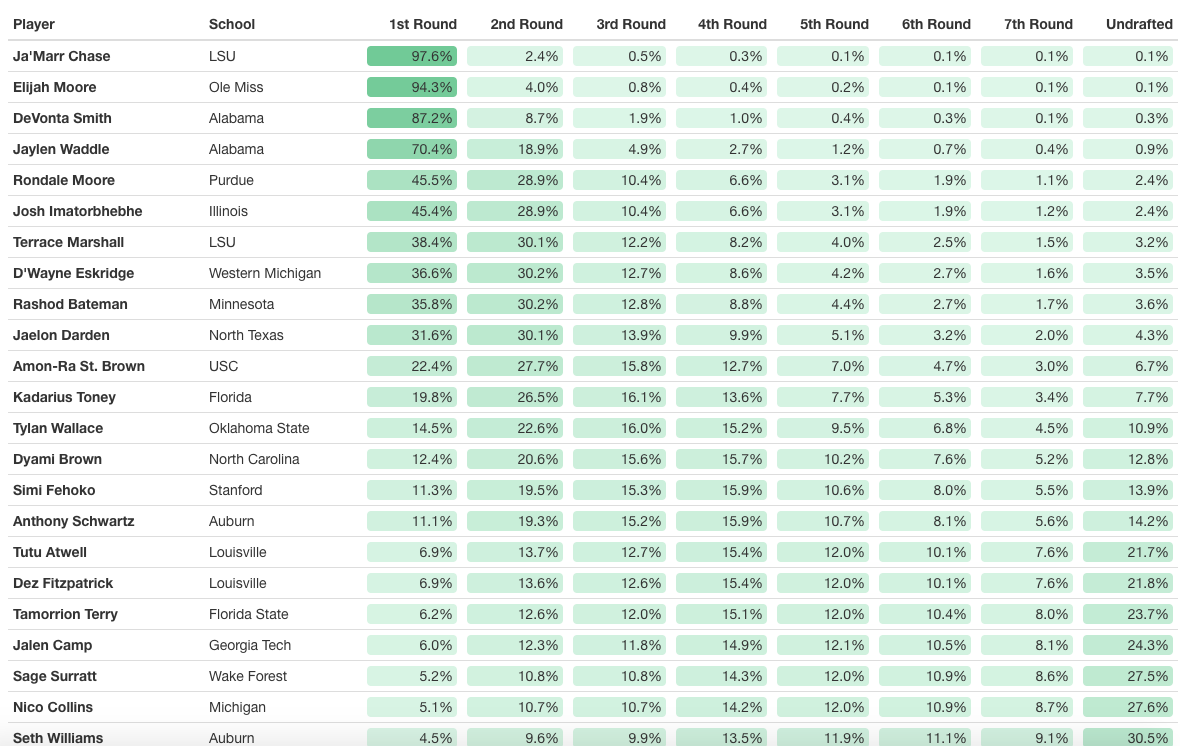 Player School 1st Round 2nd Round 3rd Round 4th Round 5th Round 6th Round 7th Round Undrafted
Ja'Marr Chase LSU 97.6% 2.4% 0.5% 0.3% 0.1% 0.1% 0.1% 0.1%
Elijah Moore Ole Miss 94.3% 4.0% 0.8% 0.4% 0.2% 0.1% 0.1% 0.1%
DeVonta Smith Alabama 87.2% 8.7% 1.9% 1.0% 0.4% 0.3% 0.1% 0.3%
Jaylen Waddle Alabama 70.4% 18.9% 4.9% 2.7% 1.2% 0.7% 0.4% 0.9%
Rondale Moore Purdue 45.5% 28.9% 10.4% 6.6% 3.1% 1.9% 1.1% 2.4%
Josh Imatorbhebhe Illinois 45.4% 28.9% 10.4% 6.6% 3.1% 1.9% 1.2% 2.4%
Terrace Marshall LSU 38.4% 30.1% 12.2% 8.2% 4.0% 2.5% 1.5% 3.2%
D'Wayne Eskridge Western Michigan 36.6% 30.2% 12.7% 8.6% 4.2% 2.7% 1.6% 3.5%
Rashod Bateman Minnesota 35.8% 30.2% 12.8% 8.8% 4.4% 2.7% 1.7% 3.6%
Jaelon Darden North Texas 31.6% 30.1% 13.9% 9.9% 5.1% 3.2% 2.0% 4.3%
Amon-Ra St. Brown USC 22.4% 27.7% 15.8% 12.7% 7.0% 4.7% 3.0% 6.7%
Kadarius Toney Florida 19.8% 26.5% 16.1% 13.6% 7.7% 5.3% 3.4% 7.7%
Tylan Wallace Oklahoma State 14.5% 22.6% 16.0% 15.2% 9.5% 6.8% 4.5% 10.9%
Dyami Brown North Carolina 12.4% 20.6% 15.6% 15.7% 10.2% 7.6% 5.2% 12.8%
Simi Fehoko Stanford 11.3% 19.5% 15.3% 15.9% 10.6% 8.0% 5.5% 13.9%
Anthony Schwartz Auburn 11.1% 19.3% 15.2% 15.9% 10.7% 8.1% 5.6% 14.2%
Tutu Atwell Louisville 6.9% 13.7% 12.7% 15.4% 12.0% 10.1% 7.6% 21.7%
Dez Fitzpatrick Louisville 6.9% 13.6% 12.6% 15.4% 12.0% 10.1% 7.6% 21.8%
Tamorrion Terry Florida State 6.2% 12.6% 12.0% 15.1% 12.0% 10.4% 8.0% 23.7%
Jalen Camp Georgia Tech 6.0% 12.3% 11.8% 14.9% 12.1% 10.5% 8.1% 24.3%
Sage Surratt Wake Forest 5.2% 10.8% 10.8% 14.3% 12.0% 10.9% 8.6% 27.5%
Nico Collins Michigan 5.1% 10.7% 10.7% 14.2% 12.0% 10.9% 8.7% 27.6%
Seth Williams Auburn 4.5% 9.6% 9.9% 13.5% 11.9% 11.1% 9.1% 30.5%